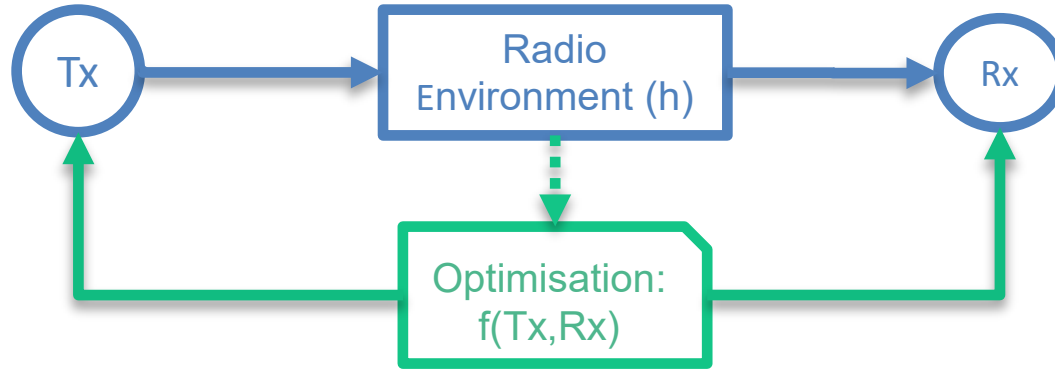 Tx
Radio
Environment (h)
Rx
Optimisation:
f(Tx,Rx)